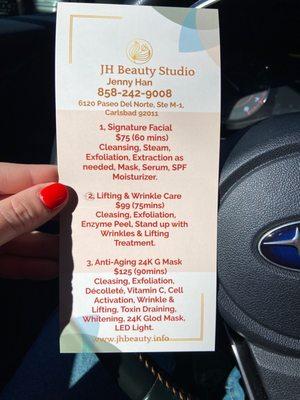 JH Beauty Studio
Jenny Han
858-242-9008
6120 Paseo Del Norte, Ste M-1,
Carlsbad 92011
1, Signature Facial
$75 (60 mins)
Cleansing, Steam,
Exfoliation, Extraction as
needed, Mask, Serum, SPF
Moisturizer.
2, Lifting & Wrinkle Care
$99 (75mins)
Cleasing, Exfoliation,
Enzyme Peel, Stand up with
Wrinkles & Lifting
Treatment.
3, Anti-Aging 24K G Mask
$125 (90mins)
Cleasing, Exfoliation,
Décolleté, Vitamin C, Cell
Activation, Wrinkle &
Lifting, Toxin Draining,
Whitening, 24K Glod Mask,
LED Light.
www.jhbeauty.info